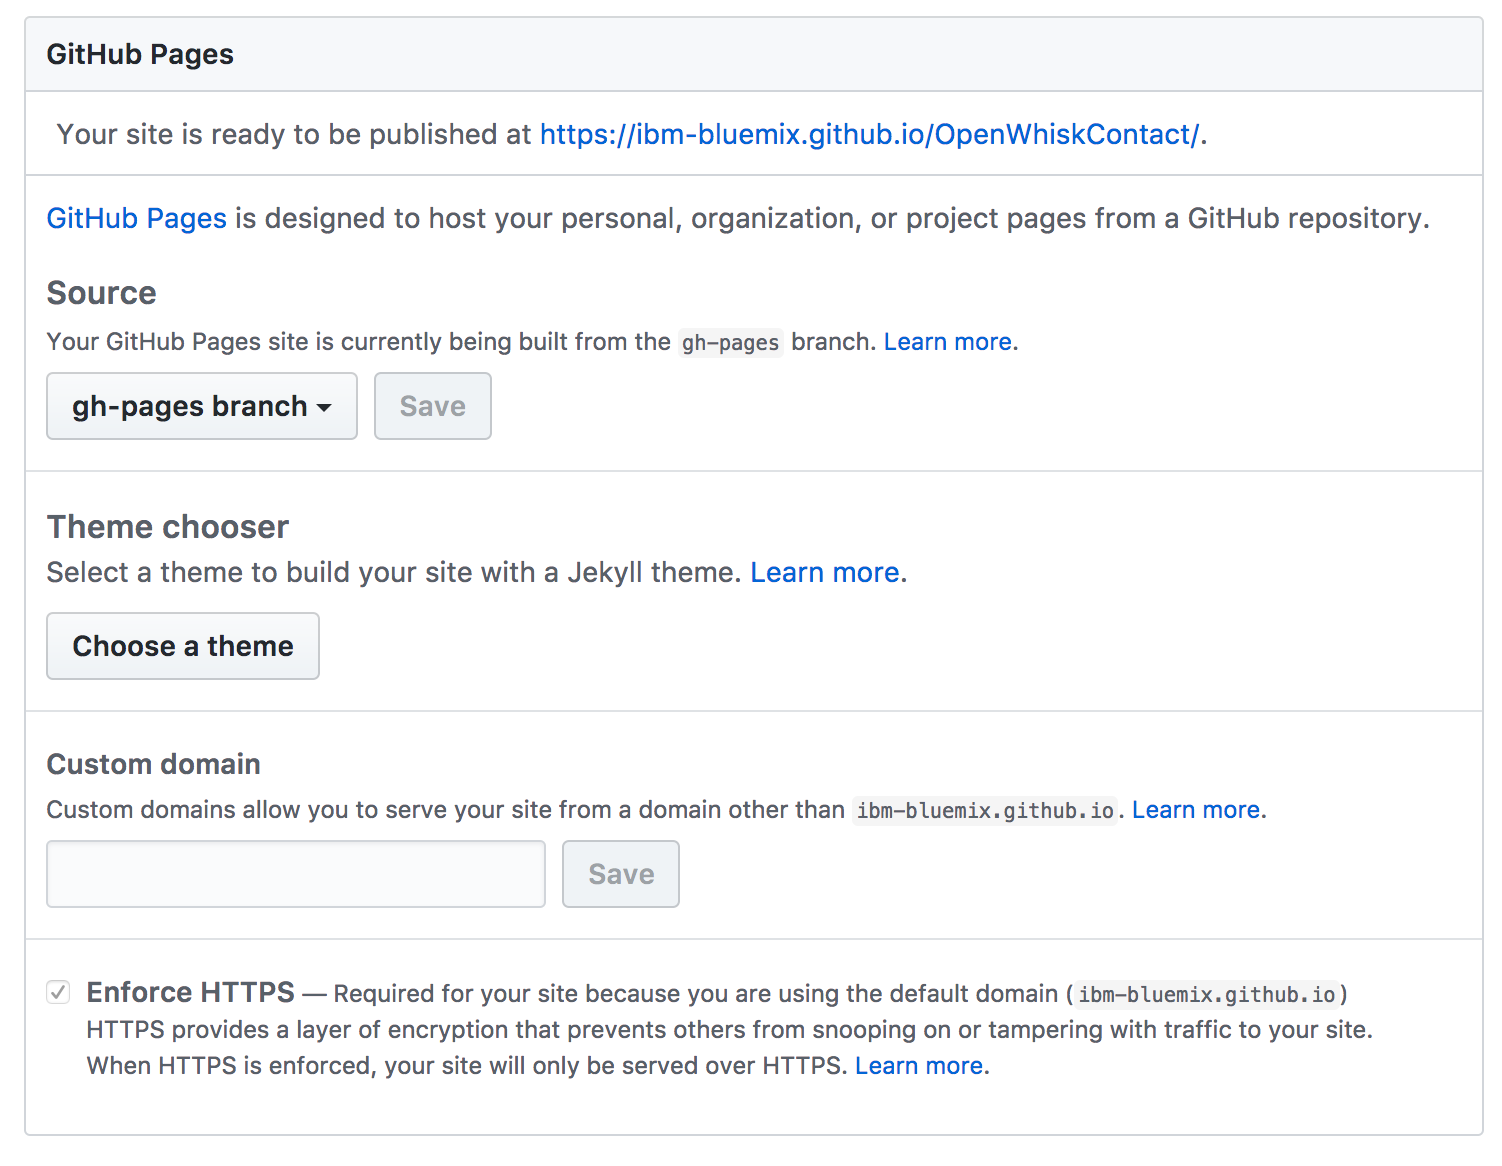 GitHub Pages
Your site is ready to be published at https://ibm-bluemix.github.io/OpenWhiskContact/.
GitHub Pages is designed to host your personal, organization, or project pages from a GitHub repository.
Source
Your GitHub Pages site is currently being built from the gh-pages branch. Learn more.
gh-pages branch Save
Theme chooser
Select a theme to build your site with a Jekyll theme. Learn more.
Choose a theme
Custom domain
Custom domains allow you to serve your site from a domain other than ibm-bluemix.github.io. Learn more.
Save
Enforce HTTPS — Required for your site because you are using the default domain (ibm-bluemix.github.io)
HTTPS provides a layer of encryption that prevents others from snooping on or tampering with traffic to your site.
When HTTPS is enforced, your site will only be served over HTTPS. Learn more.